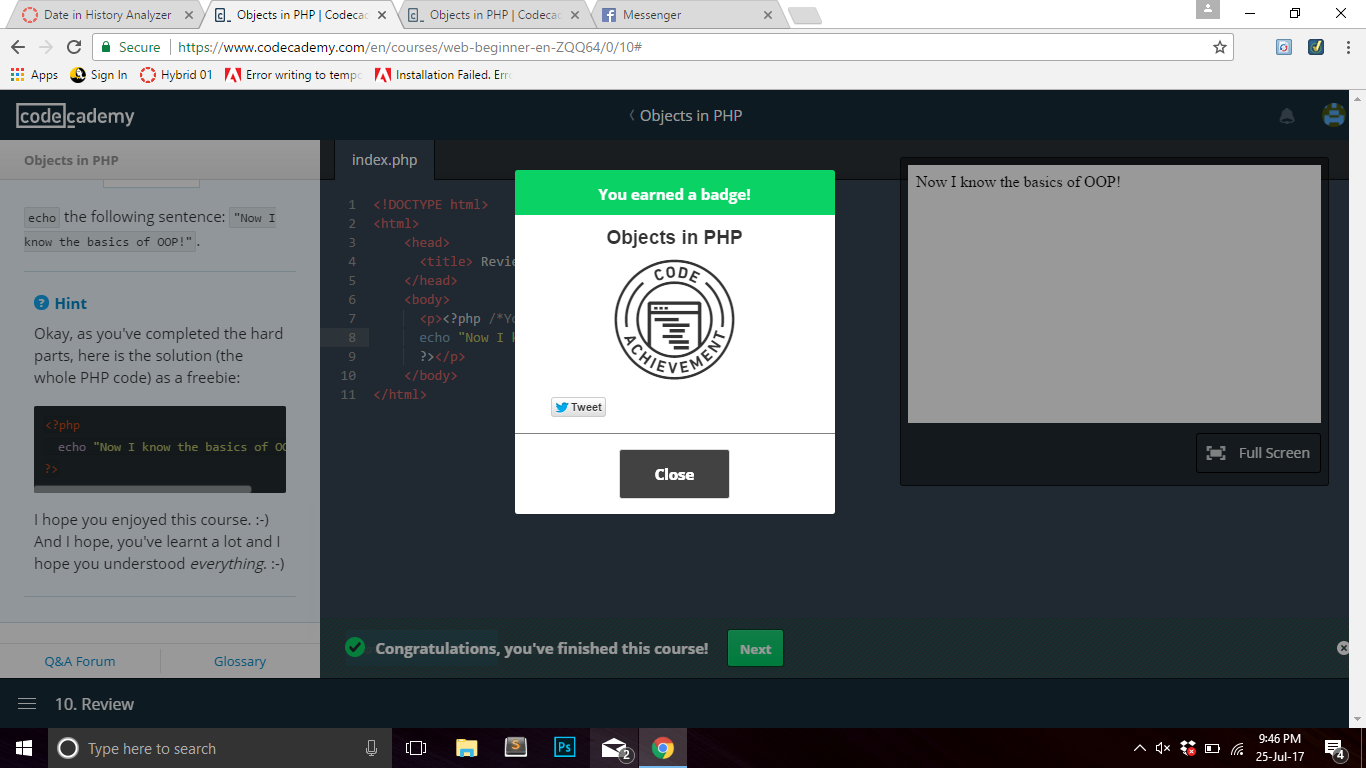 Date in History Analyzer
Objects in PHP | Codecad
Objects in PHP | Codecad
Messenger
Secure
https://www.codecademy.com/en/courses/web-beginner-en-ZQQ64/0/10#
Apps
Sign In
Hybrid 01
Error writing to temp
Installation Failed. Err
codecademy
Objects in PHP
Objects in PHP
echo the following sentence: "Now I
know the basics of OOP!".
Hint
Okay, as you've completed the hard
parts, here is the solution (the
whole PHP code) as a freebie:
<?php
echo "Now I know the basics of OO
?>
I hope you enjoyed this course. :-)
And I hope, you've learnt a lot and I
hope you understood everything. :-)
Q&A Forum
Glossary
index.php
1 <!DOCTYPE html>
2 <html>
3 <head>
4 <title> Revie
5 </head>
6 <body>
7 <p><?php /*Yo
8 echo "Now I k
9 ?></p>
10 </body>
11 </html>
You earned a badge!
Objects in PHP
CODE
ACHIEVEMENT
Tweet
Close
Now I know the basics of OOP!
Full Screen
Congratulations, you've finished this course!
Next
10. Review
Type here to search
S
Ps
2
9:46 PM
25-Jul-17
4